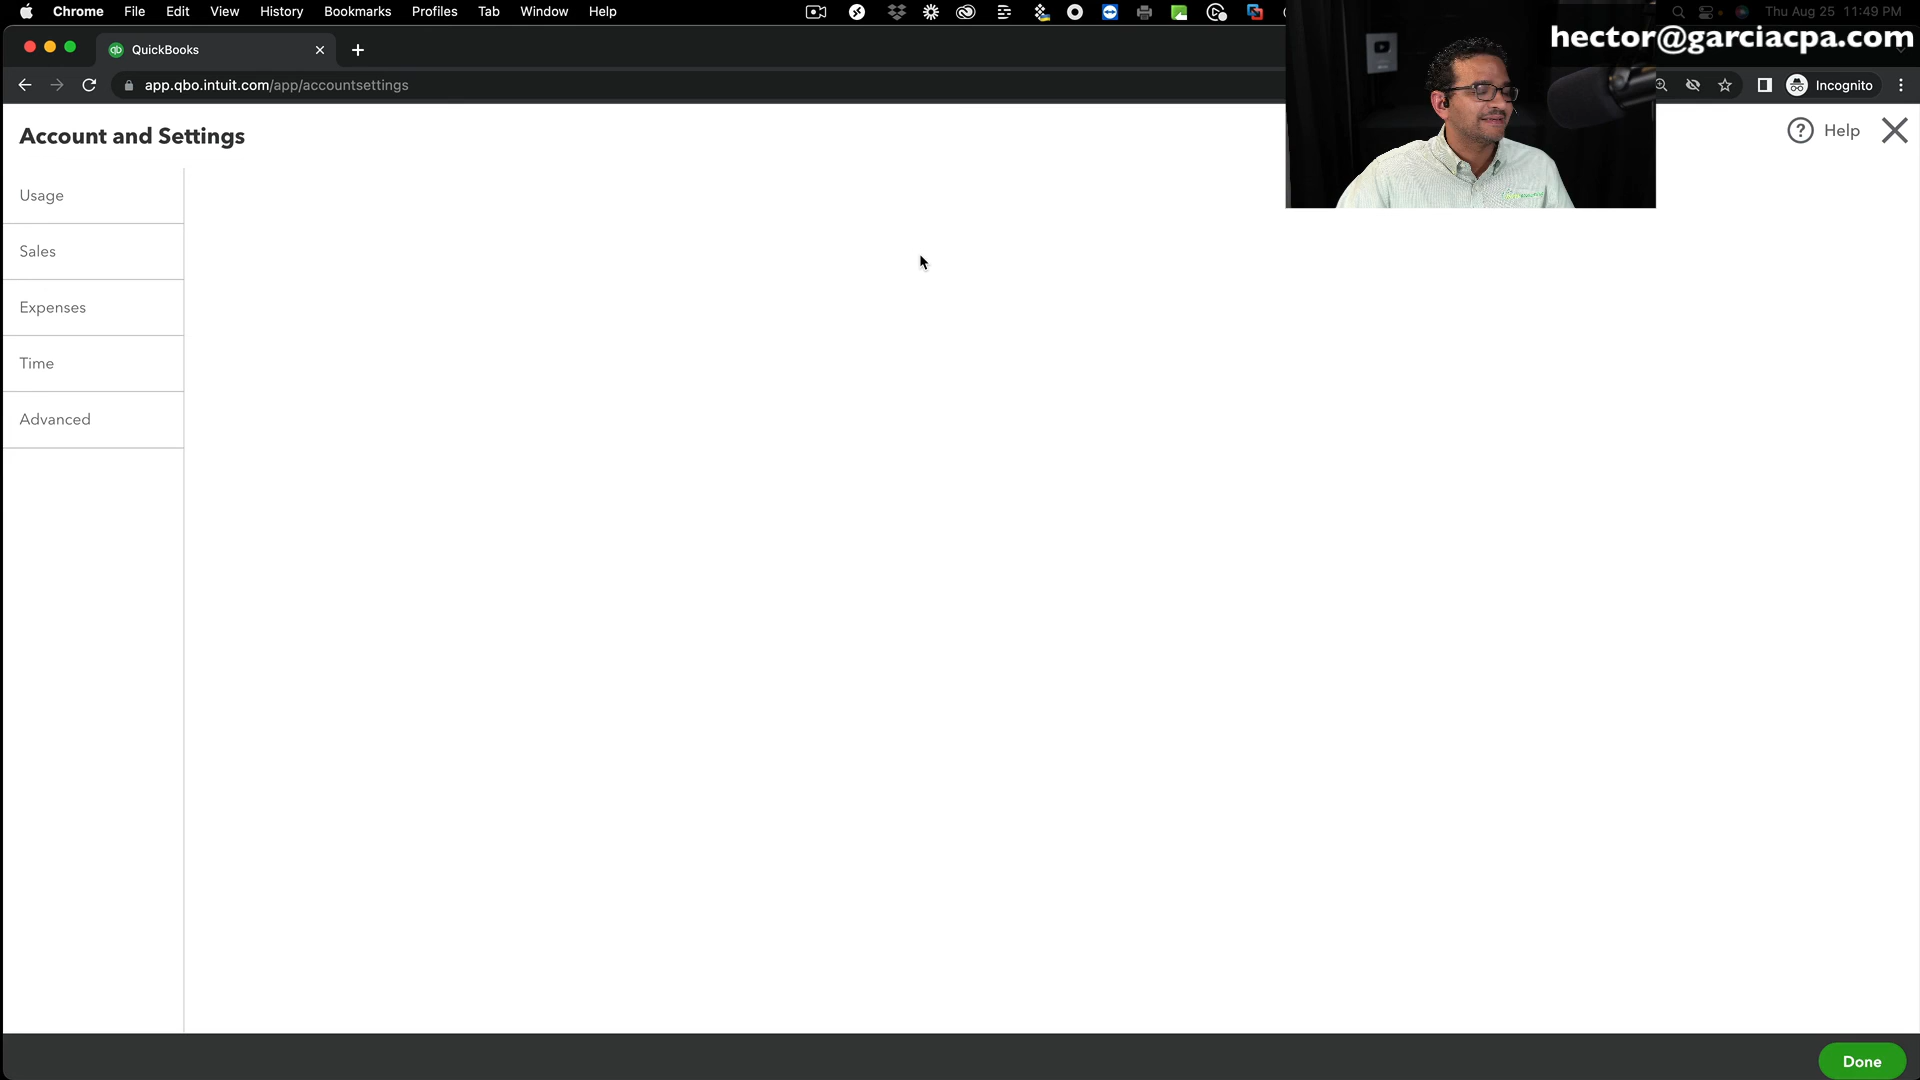 Chrome File Edit View History Bookmarks Profiles Tab Window Help Thu Aug 25 11:49 PM
hector@garciacpa.com
qb QuickBooks
app.qbo.intuit.com/app/accountsettings Incognito
Account and Settings
Help
Usage
Sales
Expenses
Time
Advanced
Done